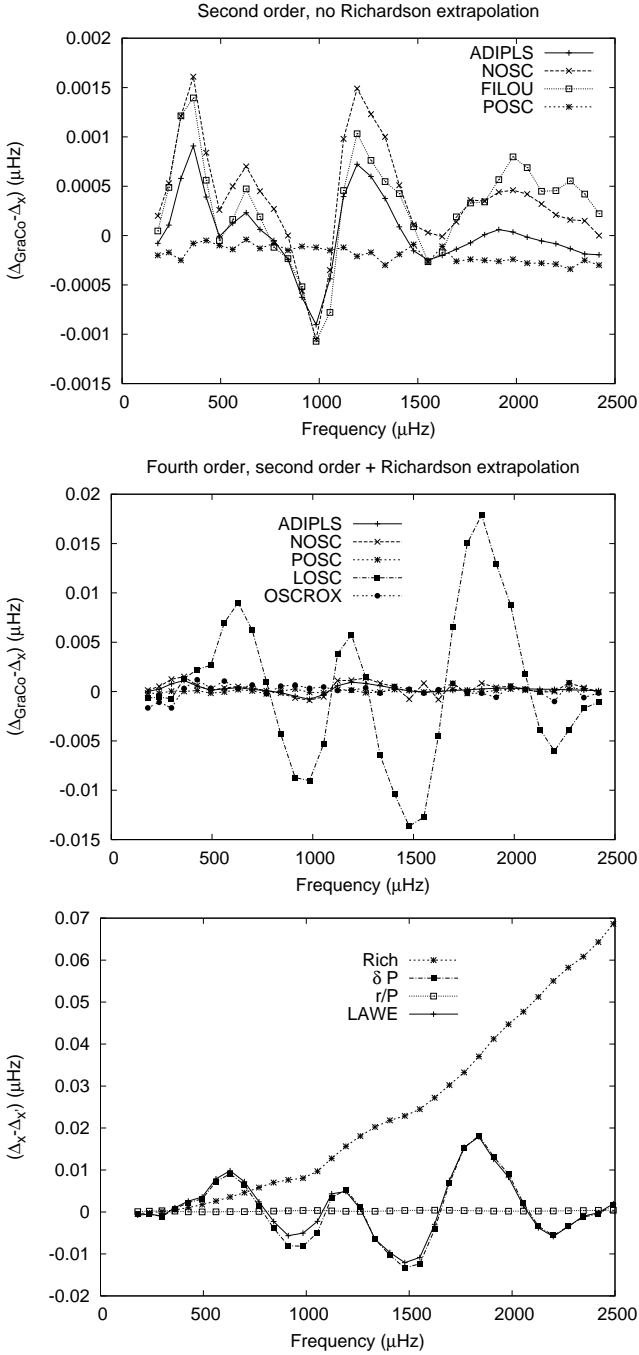 Second order, no Richardson extrapolation
0.002
0.0015
0.001
0.0005
0
-0.0005
-0.001
-0.0015
(ΔGraCo-Δx) (μHz)
ADIPLS
NOSC
FILOU
POSC
0 500 1000 1500 2000 2500
Frequency (μHz)
Fourth order, second order + Richardson extrapolation
0.02
0.015
0.01
0.005
0
-0.005
-0.01
-0.015
(ΔGraCo-Δx) (μHz)
ADIPLS
NOSC
POSC
LOSC
OSCROX
0 500 1000 1500 2000 2500
Frequency (μHz)
0.07
0.06
0.05
0.04
0.03
0.02
0.01
0
-0.01
-0.02
(Δx-Δx') (μHz)
Rich
δ P
r/P
LAWE
0 500 1000 1500 2000 2500
Frequency (μHz)